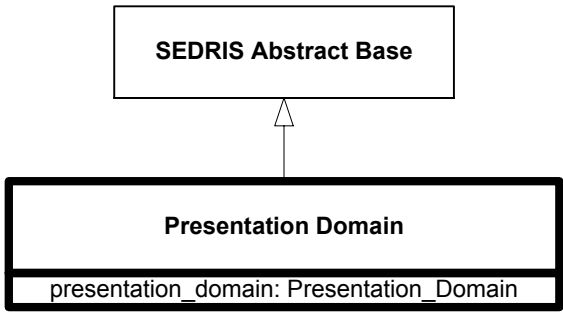 SEDRIS Abstract Base
Presentation Domain
presentation_domain: Presentation_Domain